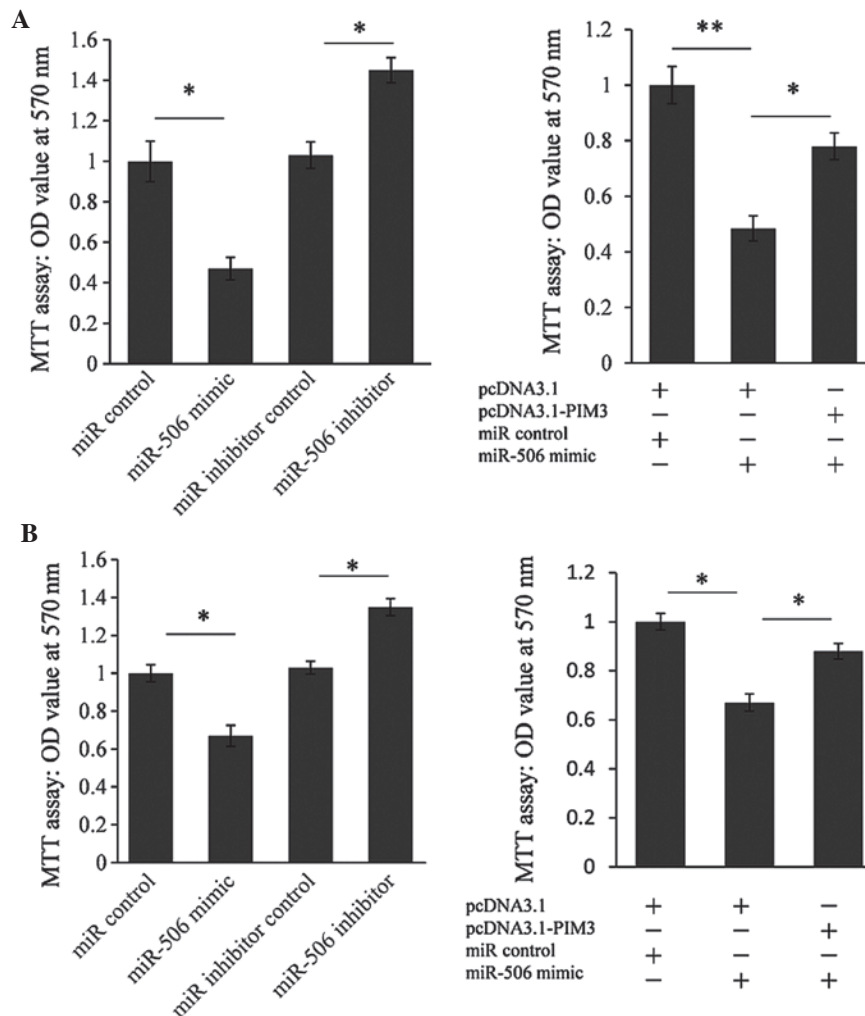 A
MTT assay: OD value at 570 nm
1.6
1.4
1.2
1
0.8
0.6
0.4
0.2
0
*
*
miR control
miR-506 mimic
miR inhibitor control
miR-506 inhibitor
MTT assay: OD value at 570 nm
1.2
1
0.8
0.6
0.4
0.2
0
**
*
pcDNA3.1 + + −
pcDNA3.1-PIM3 − − +
miR control + − −
miR-506 mimic − + +
B
MTT assay: OD value at 570 nm
1.6
1.4
1.2
1
0.8
0.6
0.4
0.2
0
*
*
miR control
miR-506 mimic
miR inhibitor control
miR-506 inhibitor
MTT assay: OD value at 570 nm
1.2
1
0.8
0.6
0.4
0.2
0
*
*
pcDNA3.1 + + −
pcDNA3.1-PIM3 − − +
miR control + − −
miR-506 mimic − + +